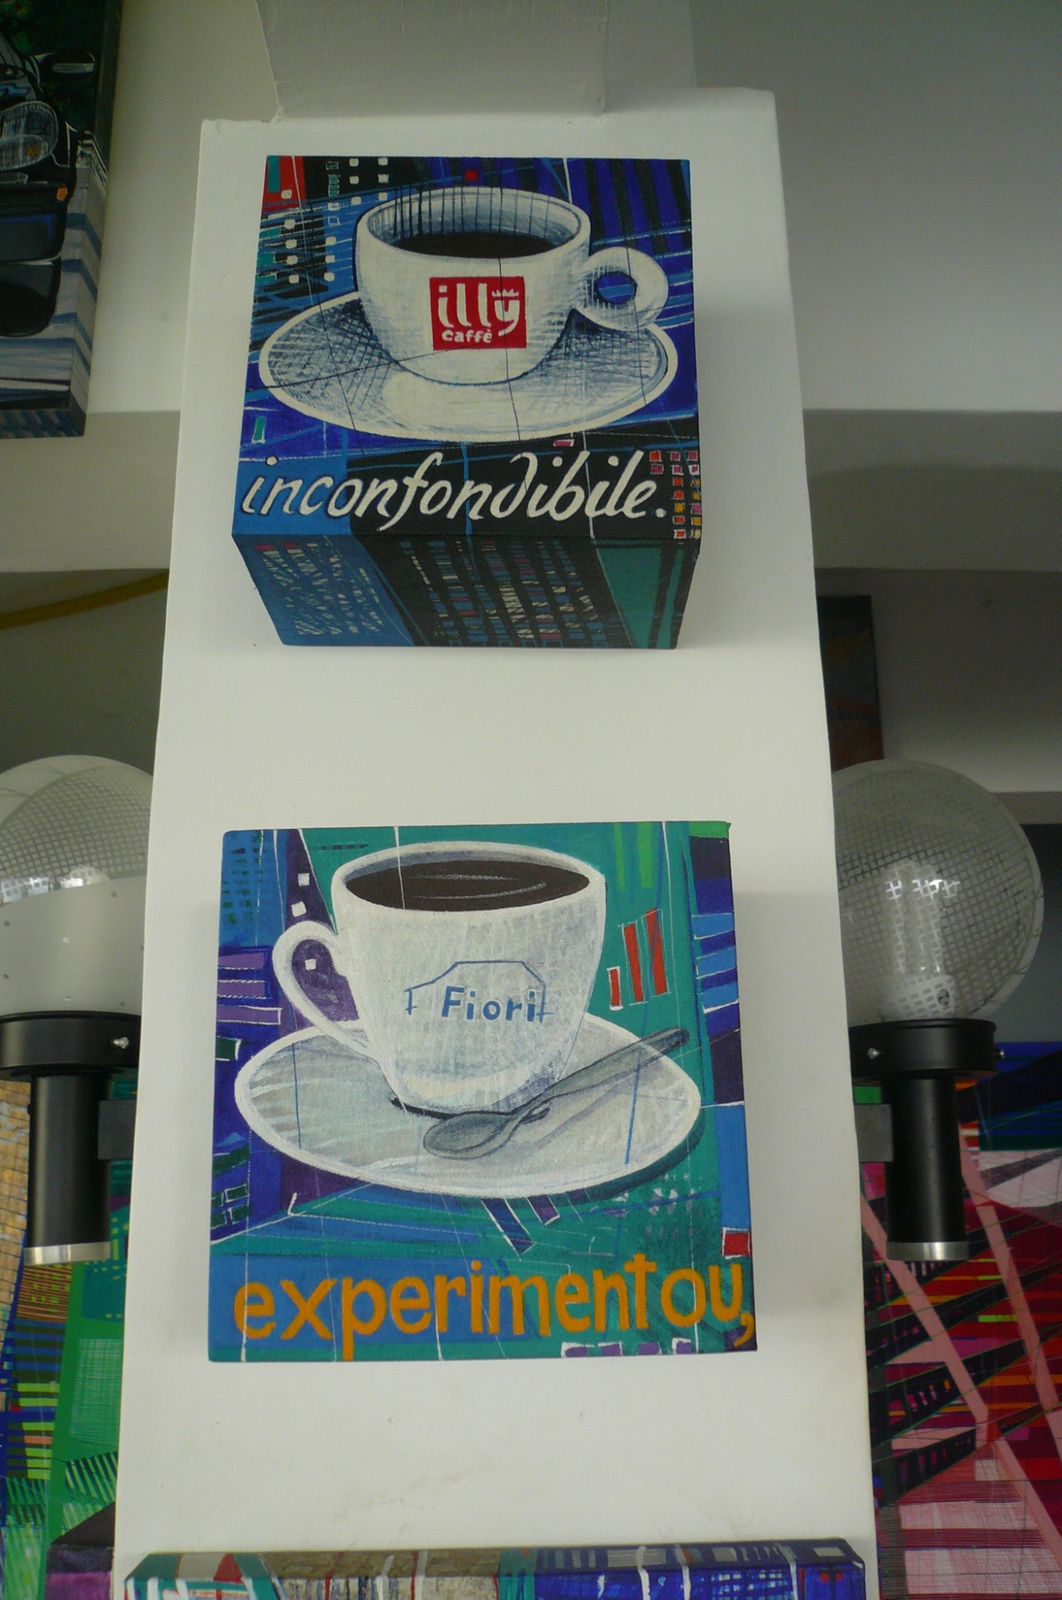 illy
caffè
inconfondibile.
Fiori
experimentou,